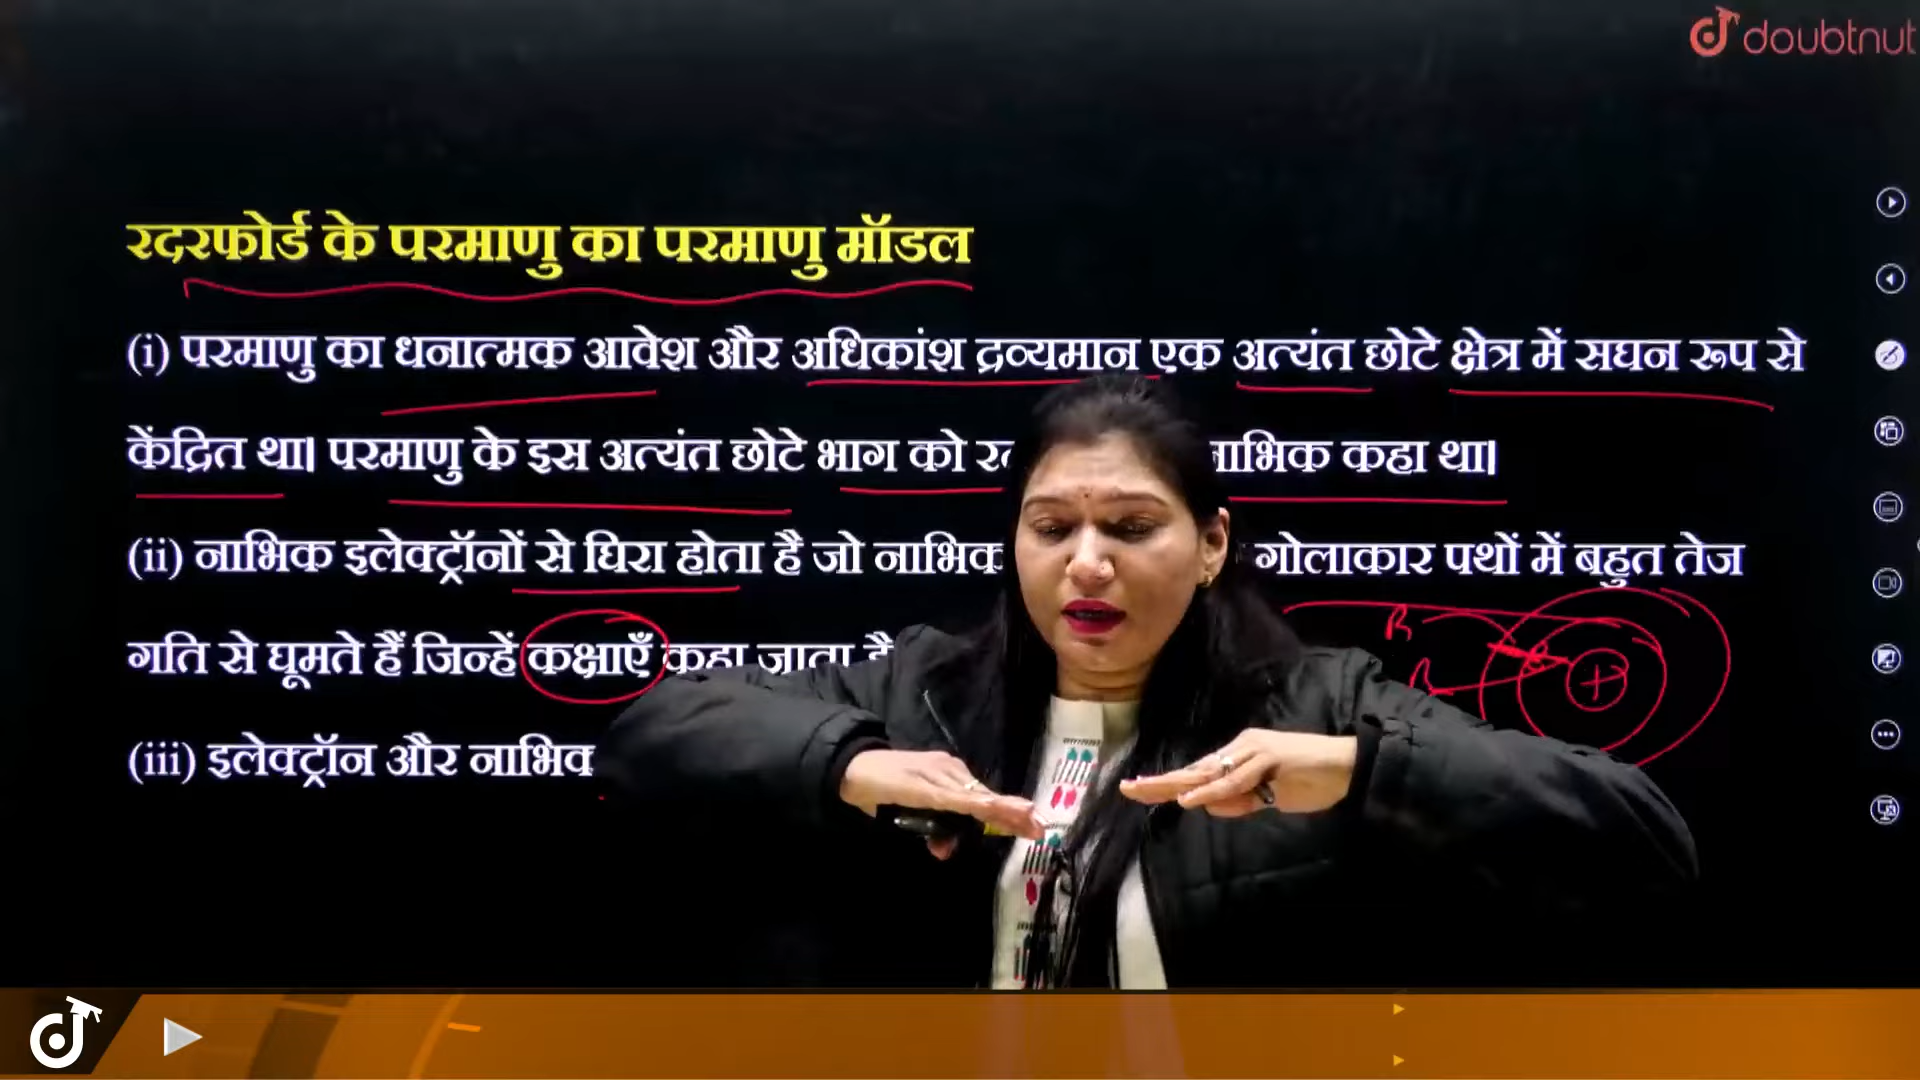 doubtnut
रदरफोर्ड के परमाणु का परमाणु मॉडल
(i) परमाणु का धनात्मक आवेश और अधिकांश द्रव्यमान एक अत्यंत छोटे क्षेत्र में सघन रूप से
केंद्रित था। परमाणु के इस अत्यंत छोटे भाग को कहा था।
(ii) नाभिक इलेक्ट्रॉनों से घिरा होता है जो नाभिक गोलाकार पथों में बहुत तेज
गति से घूमते हैं जिन्हें कक्षाएँ कहा जाता है
(iii) इलेक्ट्रॉन और नाभिक
+